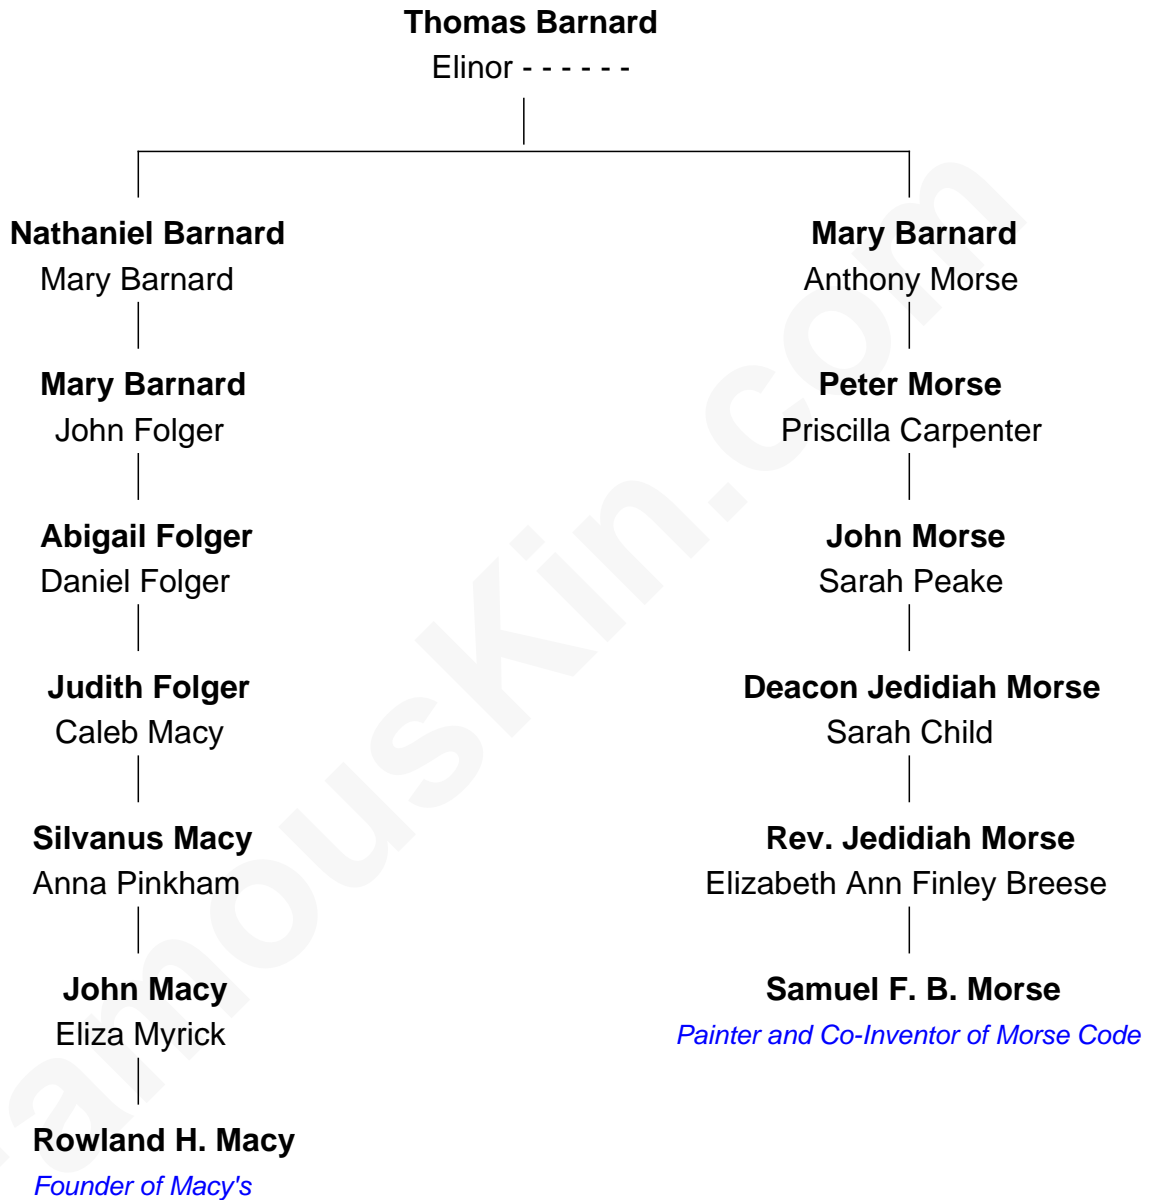 Thomas Barnard
Elinor - - - - - -
Nathaniel Barnard
Mary Barnard
Mary Barnard
Anthony Morse
Mary Barnard
John Folger
Peter Morse
Priscilla Carpenter
Abigail Folger
Daniel Folger
John Morse
Sarah Peake
Judith Folger
Caleb Macy
Deacon Jedidiah Morse
Sarah Child
Silvanus Macy
Anna Pinkham
Rev. Jedidiah Morse
Elizabeth Ann Finley Breese
John Macy
Eliza Myrick
Samuel F. B. Morse
Painter and Co-Inventor of Morse Code
Rowland H. Macy
Founder of Macy's
FamousKin.com